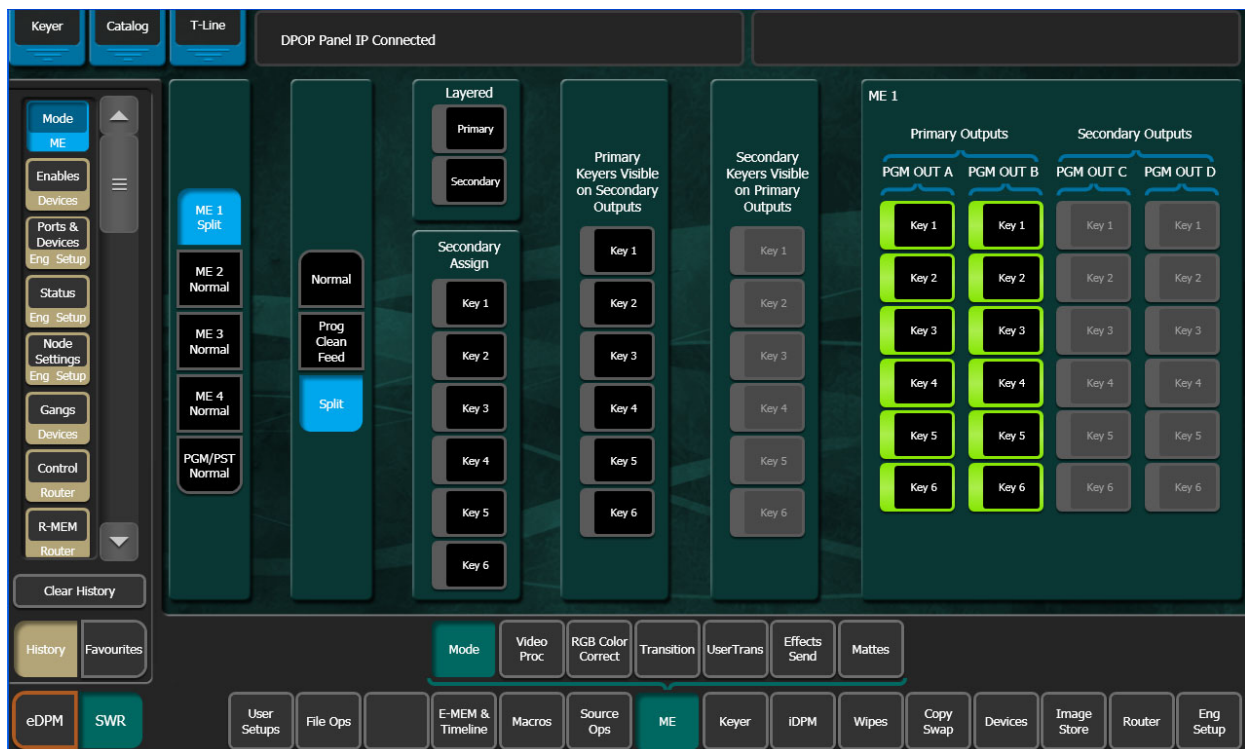 Keyer
Catalog
T-Line
DPOP Panel IP Connected
Mode
ME
Enables
Devices
Ports &
Devices
Eng Setup
Status
Eng Setup
Node
Settings
Eng Setup
Gangs
Devices
Control
Router
R-MEM
Router
Clear History
History
Favourites
ME 1
Split
ME 2
Normal
ME 3
Normal
ME 4
Normal
PGM/PST
Normal
Normal
Prog
Clean
Feed
Split
Layered
Primary
Secondary
Secondary
Assign
Key 1
Key 2
Key 3
Key 4
Key 5
Key 6
Primary
Keyers Visible
on Secondary
Outputs
Key 1
Key 2
Key 3
Key 4
Key 5
Key 6
Secondary
Keyers Visible
on Primary
Outputs
Key 1
Key 2
Key 3
Key 4
Key 5
Key 6
ME 1
Primary Outputs Secondary Outputs
PGM OUT A PGM OUT B PGM OUT C PGM OUT D
Key 1 Key 1 Key 1 Key 1
Key 2 Key 2 Key 2 Key 2
Key 3 Key 3 Key 3 Key 3
Key 4 Key 4 Key 4 Key 4
Key 5 Key 5 Key 5 Key 5
Key 6 Key 6 Key 6 Key 6
Mode
Video
Proc
RGB Color
Correct
Transition
UserTrans
Effects
Send
Mattes
eDPM
SWR
User
Setups
File Ops
E-MEM &
Timeline
Macros
Source
Ops
ME
Keyer
iDPM
Wipes
Copy
Swap
Devices
Image
Store
Router
Eng
Setup